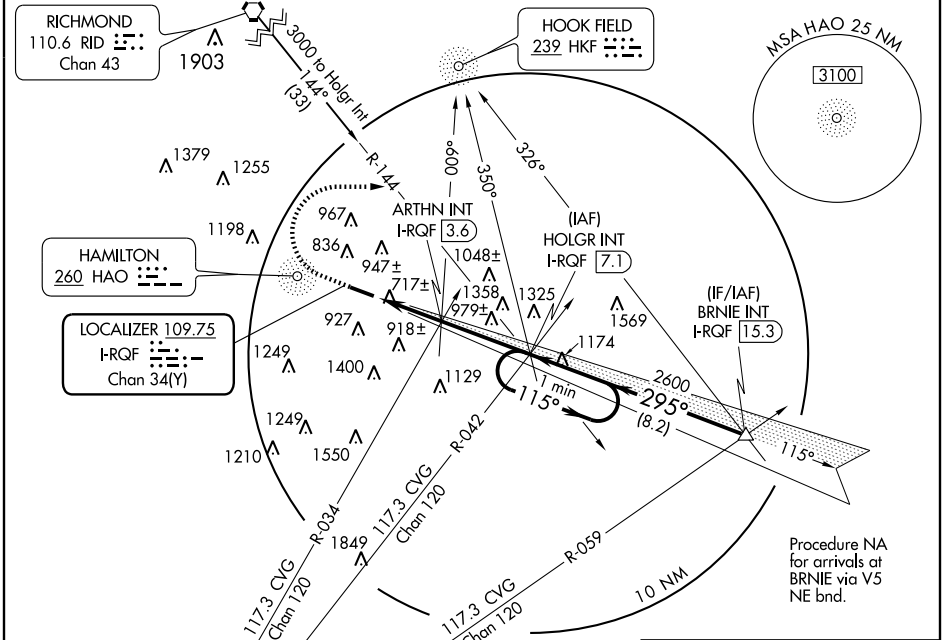 RICHMOND
110.6 RID
Chan 43
1903
3000 to Holgr Int
144°
(33)
R-144
HOOK FIELD
239 HKF
MSA HAO 25 NM
3100
1379
1255
1198
009°
350°
326°
967
836
947±
717±
ARTHN INT
I-RQF 3.6
1048±
1358
979±
1325
(IAF)
HOLGR INT
I-RQF 7.1
1569
(IF/IAF)
BRNIE INT
I-RQF 15.3
HAMILTON
260 HAO
LOCALIZER 109.75
I-RQF
Chan 34(Y)
927
918±
1249
1400
1129
1174
1 min
115°
2600
295°
(8.2)
115°
1249
1210
1550
1849
R-034
117.3 CVG
Chan 120
R-042
117.3 CVG
Chan 120
R-059
117.3 CVG
Chan 120
10 NM
Procedure NA
for arrivals at
BRNIE via V5
NE bnd.